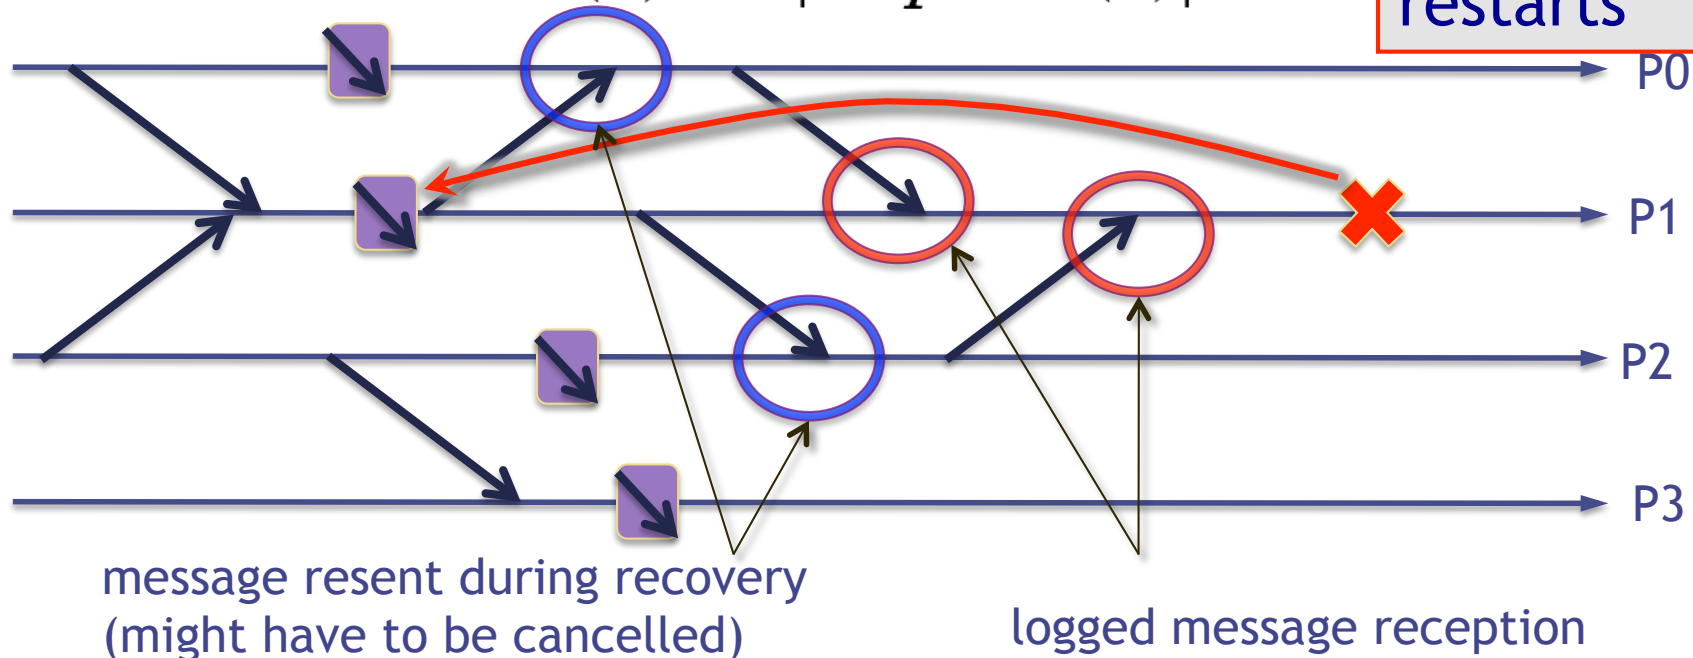 restarts
P0
P1
P2
P3
message resent during recovery
(might have to be cancelled)
logged message reception